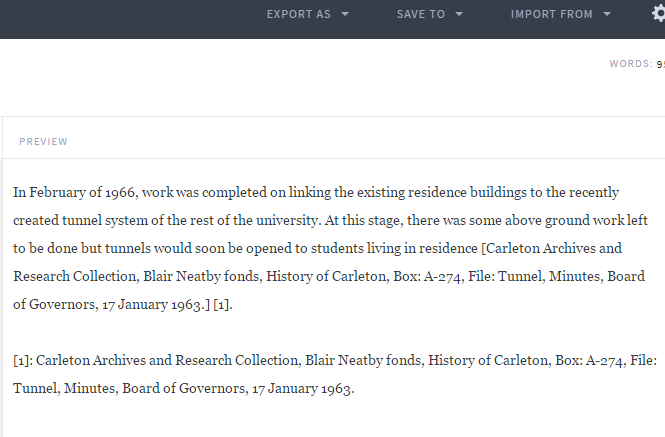 EXPORT AS SAVE TO IMPORT FROM
WORDS: 95
PREVIEW
In February of 1966, work was completed on linking the existing residence buildings to the recently
created tunnel system of the rest of the university. At this stage, there was some above ground work left
to be done but tunnels would soon be opened to students living in residence [Carleton Archives and
Research Collection, Blair Neatby fonds, History of Carleton, Box: A-274, File: Tunnel, Minutes, Board
of Governors, 17 January 1963.] [1].
[1]: Carleton Archives and Research Collection, Blair Neatby fonds, History of Carleton, Box: A-274, File:
Tunnel, Minutes, Board of Governors, 17 January 1963.